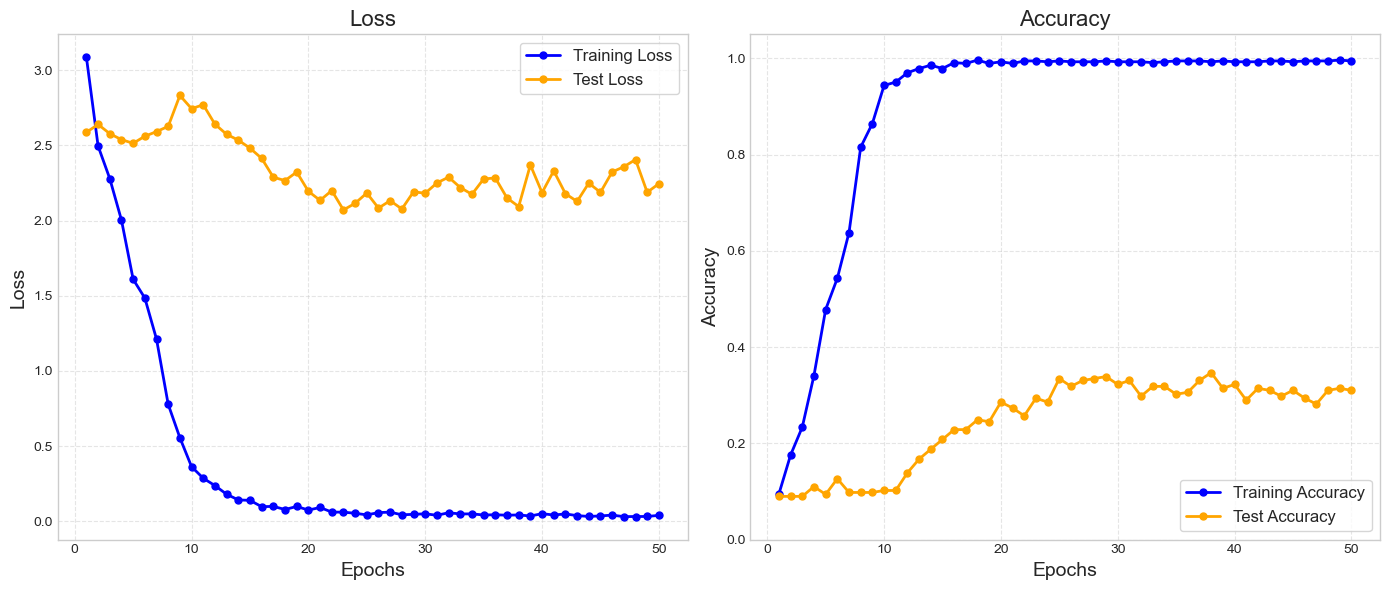 Loss
Training Loss
Test Loss
3.0
2.5
2.0
1.5
1.0
0.5
0.0
Loss
0
10
20
30
40
50
Epochs
Accuracy
1.0
0.8
0.6
0.4
0.2
0.0
Accuracy
Training Accuracy
Test Accuracy
0
10
20
30
40
50
Epochs